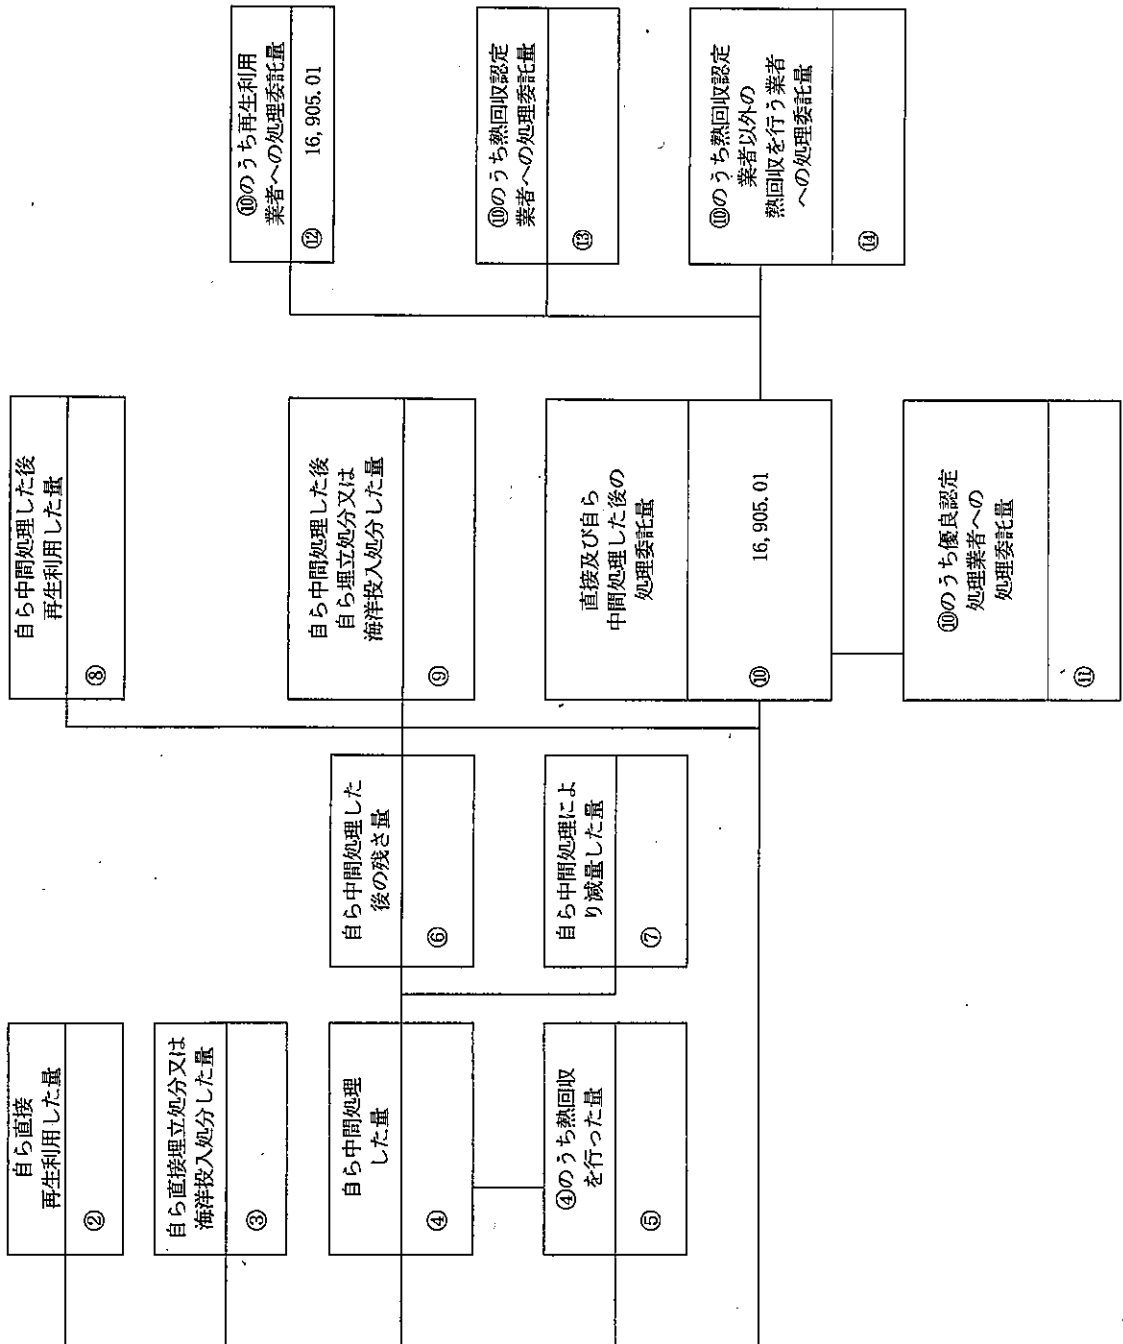 自ら直接
再生利用した量
②
自ら直接埋立処分又は
海洋投入処分した量
③
自ら中間処理
した量
④
④のうち熱回収
を行った量
⑤
自ら中間処理した
後の残さ量
⑥
自ら中間処理によ
り減量した量
⑦
自ら中間処理した後
再生利用した量
⑧
自ら中間処理した後
自ら埋立処分又は
海洋投入処分した量
⑨
直接及び自ら
中間処理した後の
処理委託量
⑩ 16,905.01
⑩のうち優良認定
処理業者への
処理委託量
⑪
⑩のうち再生利用
業者への処理委託量
⑫ 16,905.01
⑩のうち熱回収認定
業者への処理委託量
⑬
⑩のうち熱回収認定
業者以外の
熱回収を行う業者
への処理委託量
⑭